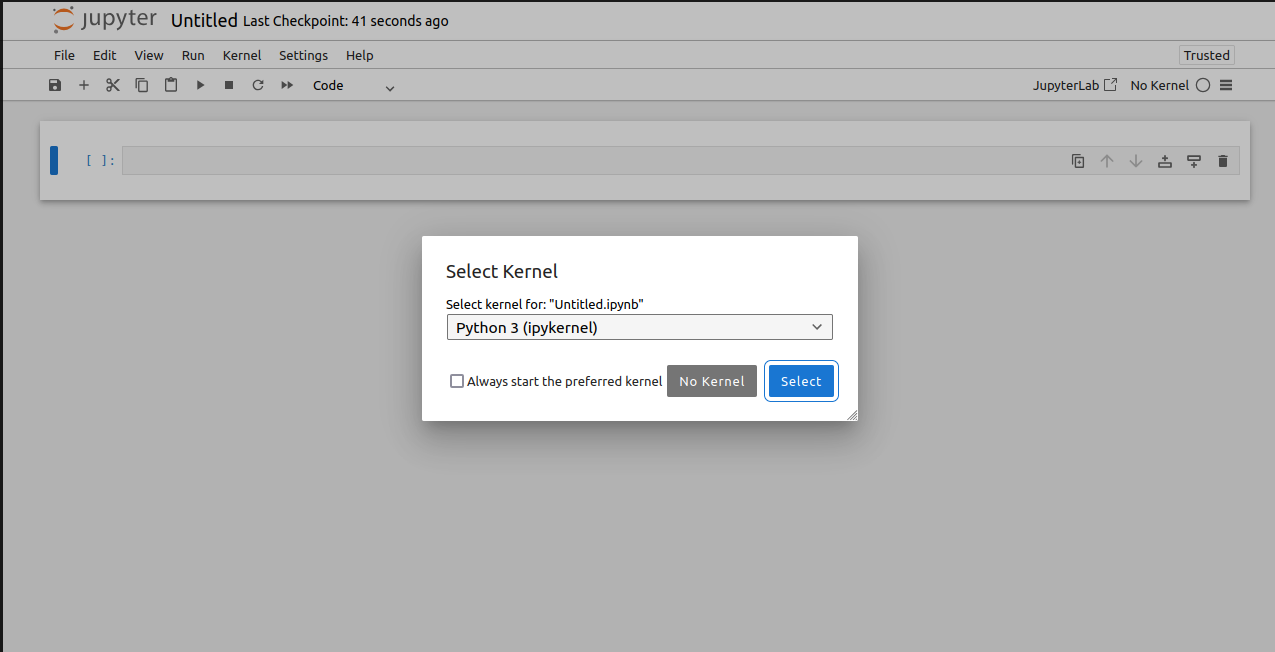 jupyter Untitled Last Checkpoint: 41 seconds ago
File Edit View Run Kernel Settings Help Trusted
Code JupyterLab No Kernel
[ ]:
Select Kernel
Select kernel for: "Untitled.ipynb"
Python 3 (ipykernel)
Always start the preferred kernel No Kernel Select